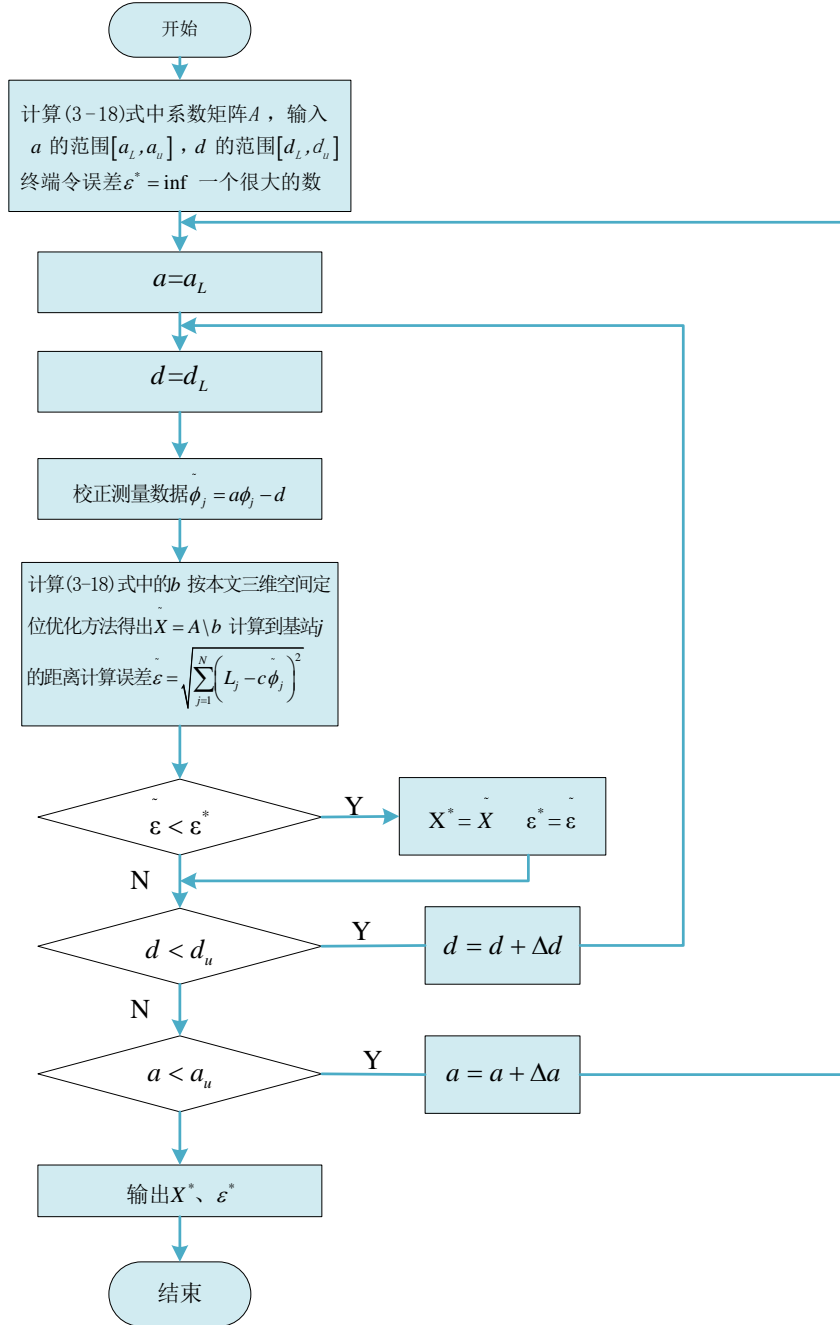 开始
计算(3-18)式中系数矩阵A，输入
a 的范围[a_L,a_u]，d 的范围[d_L,d_u]
终端令误差ε* = inf 一个很大的数
a=a_L
d=d_L
校正测量数据ϕ̃_j = aϕ_j − d
计算(3-18)式中的b 按本文三维空间定
位优化方法得出X̃ = A\b 计算到基站j
的距离计算误差ε̃ = √(∑_{j=1}^{N}(L_j − cϕ̃_j)²)
ε̃ < ε*
Y
X* = X̃ ε* = ε̃
N
d < d_u
Y
d = d + Δd
N
a < a_u
Y
a = a + Δa
输出X*、ε*
结束